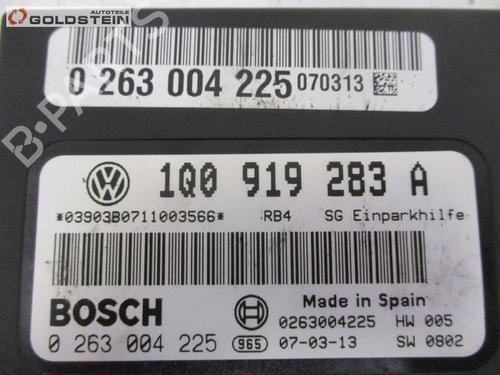 AUTOTEILE
GOLDSTEIN
0 263 004 225 070313
B-PARTS
1Q0 919 283 A
*03903B0711003566* RB4 SG Einparkhilfe
BOSCH
Made in Spain
0263004225 HW 005
0 263 004 225 965 07-03-13 SW 0802